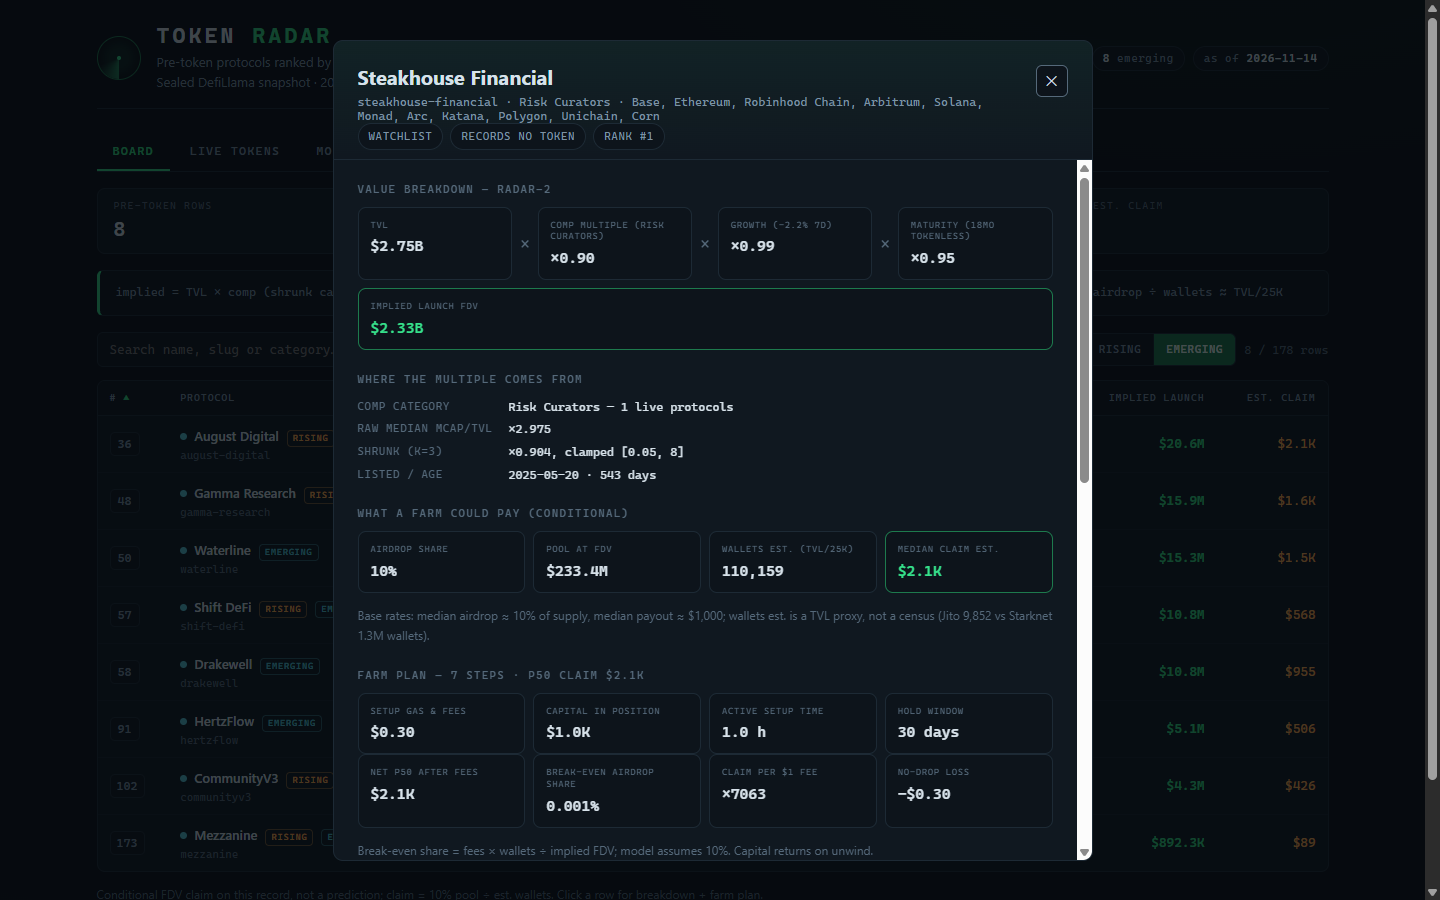 TOKEN RADAR
Pre-token protocols ranked by
Sealed DefiLlama snapshot · 20
8 emerging
as of 2026-11-14
BOARD
LIVE TOKENS
MO
PRE-TOKEN ROWS
8
EST. CLAIM
implied = TVL × comp (shrunk ca
airdrop ÷ wallets ≡ TVL/25K
Search name, slug or category.
RISING
EMERGING
8 / 178 rows
# ▲
PROTOCOL
IMPLIED LAUNCH
EST. CLAIM
36
August Digital
RISING
august-digital
$20.6M
$2.1K
48
Gamma Research
RISI
gamma-research
$15.9M
$1.6K
50
Waterline
EMERGING
waterline
$15.3M
$1.5K
57
Shift DeFi
RISING
EM
shift-defi
$10.8M
$568
58
Drakewell
EMERGING
drakewell
$10.8M
$955
91
HertzFlow
EMERGING
hertzflow
$5.1M
$506
102
CommunityV3
RISING
communityv3
$4.3M
$426
173
Mezzanine
RISING
E
mezzanine
$892.3K
$89
Conditional FDV claim on this record, not a prediction: claim = 10% pool ÷ est. wallets. Click a row for breakdown + farm plan.
Steakhouse Financial
steakhouse-financial · Risk Curators · Base, Ethereum, Robinhood Chain, Arbitrum, Solana,
Monad, Arc, Katana, Polygon, Unichain, Corn
WATCHLIST
RECORDS NO TOKEN
RANK #1
VALUE BREAKDOWN — RADAR-2
TVL
$2.75B
×
COMP MULTIPLE (RISK
CURATORS)
×0.90
×
GROWTH (-2.2% 7D)
×0.99
×
MATURITY (18MO
TOKENLESS)
×0.95
IMPLIED LAUNCH FDV
$2.33B
WHERE THE MULTIPLE COMES FROM
COMP CATEGORY
Risk Curators — 1 live protocols
RAW MEDIAN MCAP/TVL
×2.975
SHRUNK (K=3)
×0.904, clamped [0.05, 8]
LISTED / AGE
2025-05-20 · 543 days
WHAT A FARM COULD PAY (CONDITIONAL)
AIRDROP SHARE
10%
POOL AT FDV
$233.4M
WALLETS EST. (TVL/25K)
110,159
MEDIAN CLAIM EST.
$2.1K
Base rates: median airdrop ≈ 10% of supply, median payout ≈ $1,000; wallets est. is a TVL proxy, not a census (Jito 9,852 vs Starknet
1.3M wallets).
FARM PLAN — 7 STEPS · P50 CLAIM $2.1K
SETUP GAS & FEES
$0.30
CAPITAL IN POSITION
$1.0K
ACTIVE SETUP TIME
1.0 h
HOLD WINDOW
30 days
NET P50 AFTER FEES
$2.1K
BREAK-EVEN AIRDROP
SHARE
0.001%
CLAIM PER $1 FEE
×7063
NO-DROP LOSS
−$0.30
Break-even share = fees × wallets ÷ implied FDV; model assumes 10%. Capital returns on unwind.